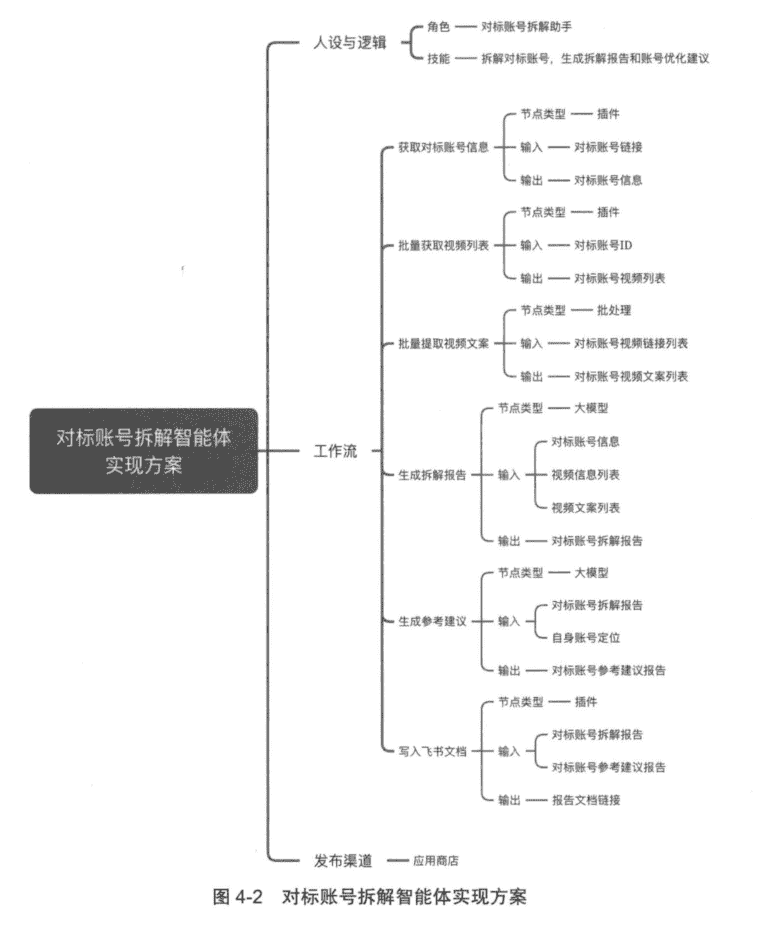 对标账号拆解智能体
实现方案
人设与逻辑
角色
对标账号拆解助手
技能
拆解对标账号，生成拆解报告和账号优化建议
工作流
获取对标账号信息
节点类型
插件
输入
对标账号链接
输出
对标账号信息
批量获取视频列表
节点类型
插件
输入
对标账号ID
输出
对标账号视频列表
批量提取视频文案
节点类型
批处理
输入
对标账号视频链接列表
输出
对标账号视频文案列表
生成拆解报告
节点类型
大模型
输入
对标账号信息
视频信息列表
视频文案列表
输出
对标账号拆解报告
生成参考建议
节点类型
大模型
输入
对标账号拆解报告
自身账号定位
输出
对标账号参考建议报告
写入飞书文档
节点类型
插件
输入
对标账号拆解报告
对标账号参考建议报告
输出
报告文档链接
发布渠道
应用商店
图 4-2 对标账号拆解智能体实现方案